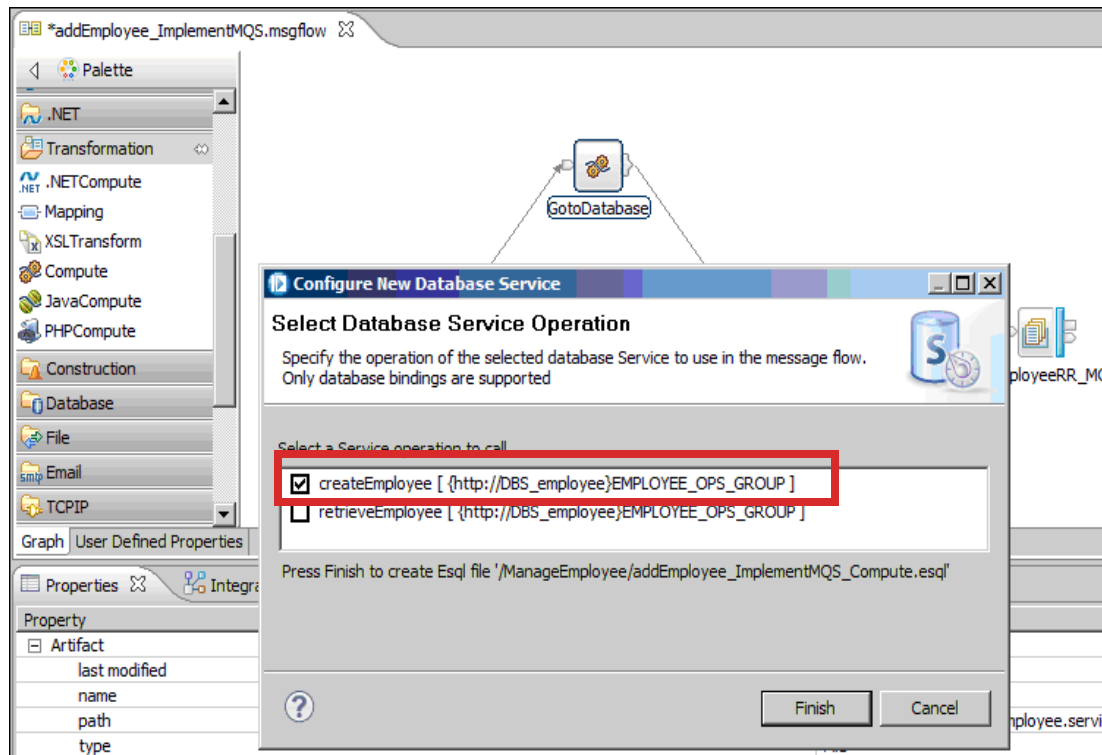 *addEmployee_ImplementMQS.msgflow
Palette
.NET
Transformation
.NETCompute
Mapping
XSLTransform
Compute
JavaCompute
PHPCompute
Construction
Database
File
Email
TCPIP
Graph User Defined Properties
GotoDatabase
Configure New Database Service
Select Database Service Operation
Specify the operation of the selected database Service to use in the message flow.
Only database bindings are supported
Select a Service operation to call
createEmployee [ {http://DBS_employee}EMPLOYEE_OPS_GROUP ]
retrieveEmployee [ {http://DBS_employee}EMPLOYEE_OPS_GROUP ]
Press Finish to create Esql file '/ManageEmployee/addEmployee_ImplementMQS_Compute.esql'
Finish Cancel
ployeeRR_MQ
Properties Integra
Property
Artifact
last modified
name
path
type